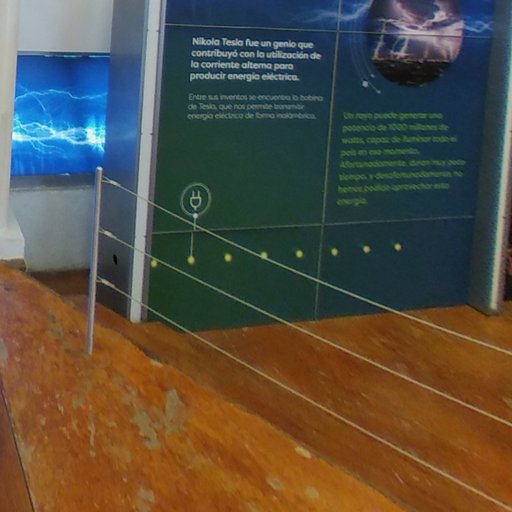 Nikola Tesla fue un genio que
contribuyó con la utilización de
la corriente alterna para
producir energía eléctrica.
Entre sus inventos se encuentra la bobina
de Tesla, que nos permite transmitir
energía eléctrica de forma inalámbrica.
Un rayo puede generar una
potencia de 1000 millones de
watts, capaz de iluminar todo el
país en ese momento.
Afortunadamente, duran muy poco
tiempo, y desafortunadamente, no
hemos podido aprovechar esta
energía.